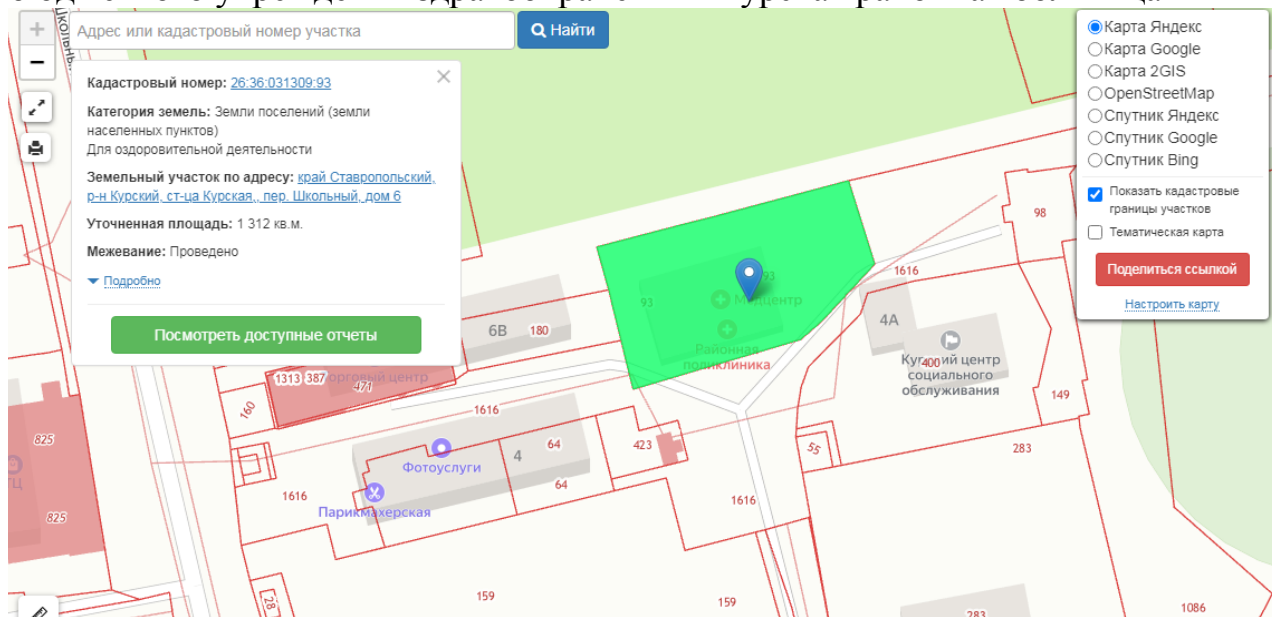 Адрес или кадастровый номер участка
Найти
Кадастровый номер: 26:36:031309:93
Категория земель: Земли поселений (земли
населенных пунктов)
Для оздоровительной деятельности
Земельный участок по адресу: край Ставропольский,
р-н Курский, ст-ца Курская,, пер. Школьный, дом 6
Уточненная площадь: 1 312 кв.м.
Межевание: Проведено
Подробно
Посмотреть доступные отчеты
Карта Яндекс
Карта Google
Карта 2GIS
OpenStreetMap
Спутник Яндекс
Спутник Google
Спутник Bing
Показать кадастровые
границы участков
Тематическая карта
Поделиться ссылкой
Настроить карту
98
1616
93
93
Медцентр
Районная
поликлиника
6В
180
4А
400
центр
социального
обслуживания
149
1313
387
471
центр
160
1616
825
825
Фотоуслуги
4
64
64
423
55
283
1616
1616
Парикмахерская
159
159
28
283
1086